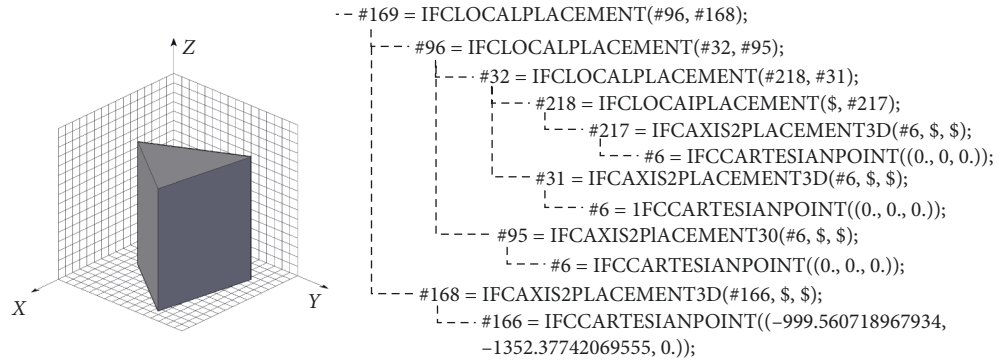 Z
X
Y
#169 = IFCLOCALPLACEMENT(#96, #168);
#96 = IFCLOCALPLACEMENT(#32, #95);
#32 = IFCLOCALPLACEMENT(#218, #31);
#218 = IFCLOCAIPLACEMENT($, #217);
#217 = IFCAXIS2PLACEMENT3D(#6, $, $);
#6 = IFCCARTESIANPOINT((0., 0, 0.));
#31 = IFCAXIS2PLACEMENT3D(#6, $, $);
#6 = 1FCCARTESIANPOINT((0., 0., 0.));
#95 = IFCAXIS2PlACEMENT30(#6, $, $);
#6 = IFCCARTESIANPOINT((0., 0., 0.));
#168 = IFCAXIS2PLACEMENT3D(#166, $, $);
#166 = IFCCARTESIANPOINT((–999.560718967934,
–1352.37742069555, 0.));